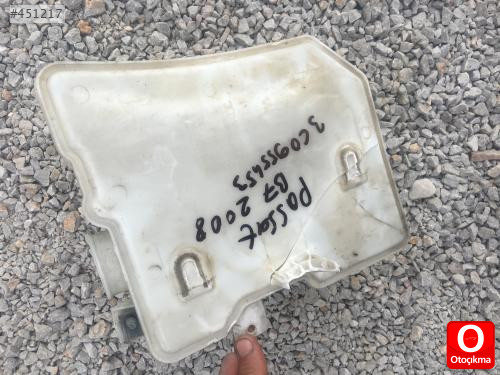 #451217
3C0955453
Passat
B7 2008
O
Otoçıkma